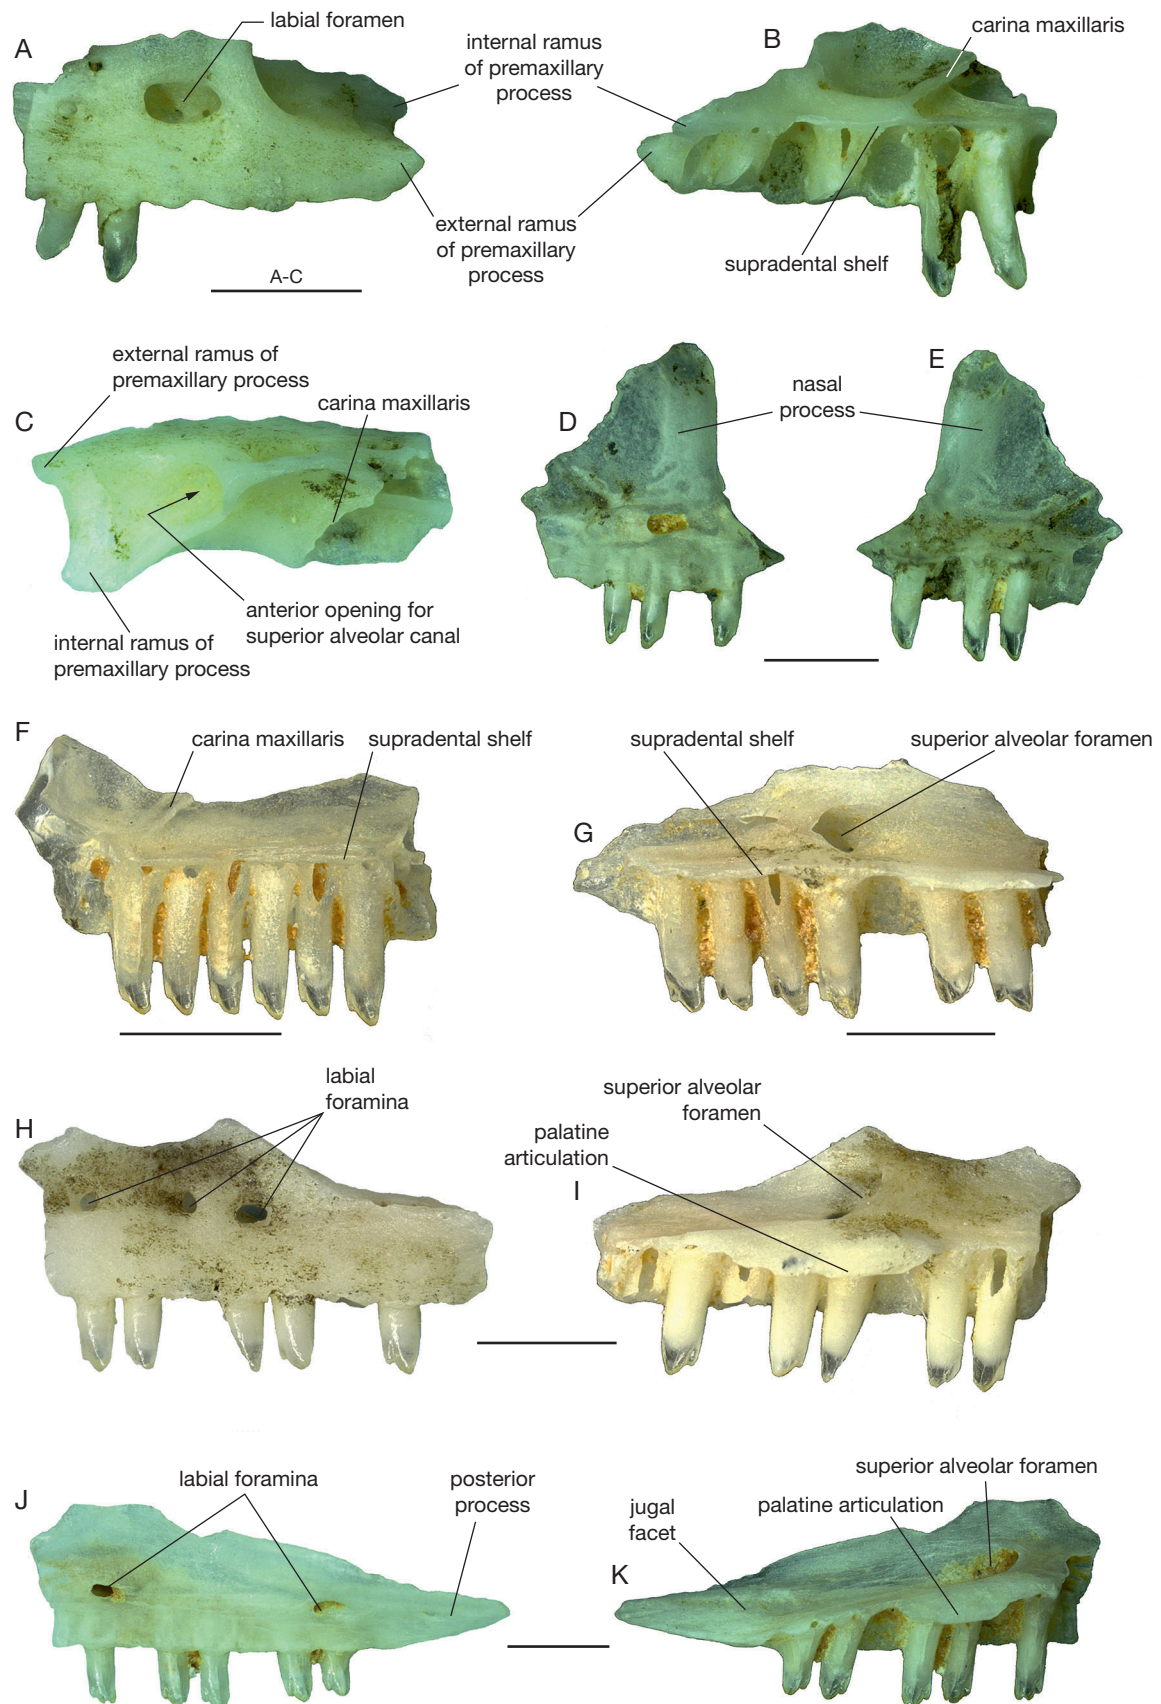 A
labial foramen
internal ramus
of premaxillary
process
B
carina maxillaris
external ramus
of premaxillary
process
supradental shelf
A-C
external ramus of
premaxillary process
C
carina maxillaris
anterior opening for
superior alveolar canal
internal ramus of
premaxillary process
D
nasal
process
E
F
carina maxillaris
supradental shelf
supradental shelf
superior alveolar foramen
G
labial
foramina
H
superior alveolar
foramen
palatine
articulation
I
J
labial foramina
posterior
process
superior alveolar foramen
palatine articulation
jugal
facet
K